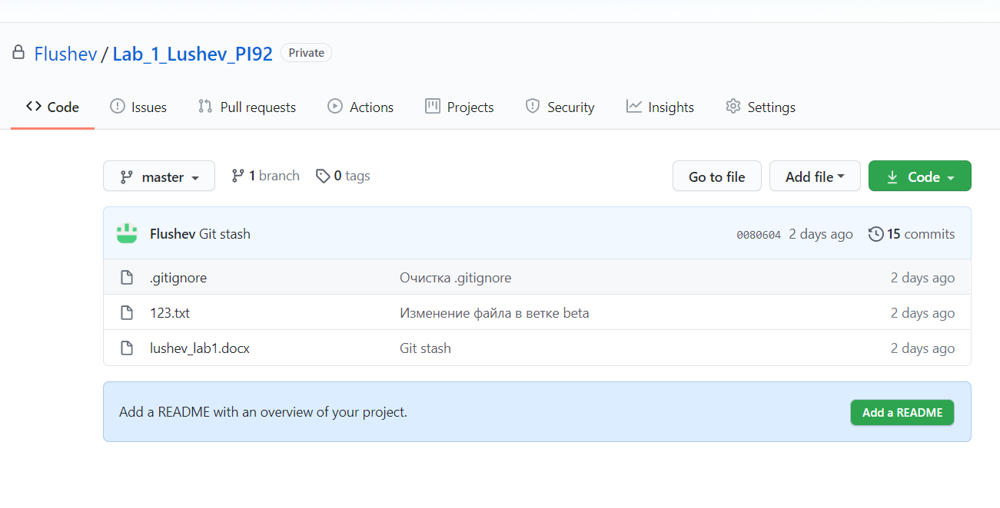 Flushev / Lab_1_Lushev_PI92 Private
Code Issues Pull requests Actions Projects Security Insights Settings
master 1 branch 0 tags Go to file Add file Code
Flushev Git stash 0080604 2 days ago 15 commits
.gitignore Очистка .gitignore 2 days ago
123.txt Изменение файла в ветке beta 2 days ago
lushev_lab1.docx Git stash 2 days ago
Add a README with an overview of your project. Add a README